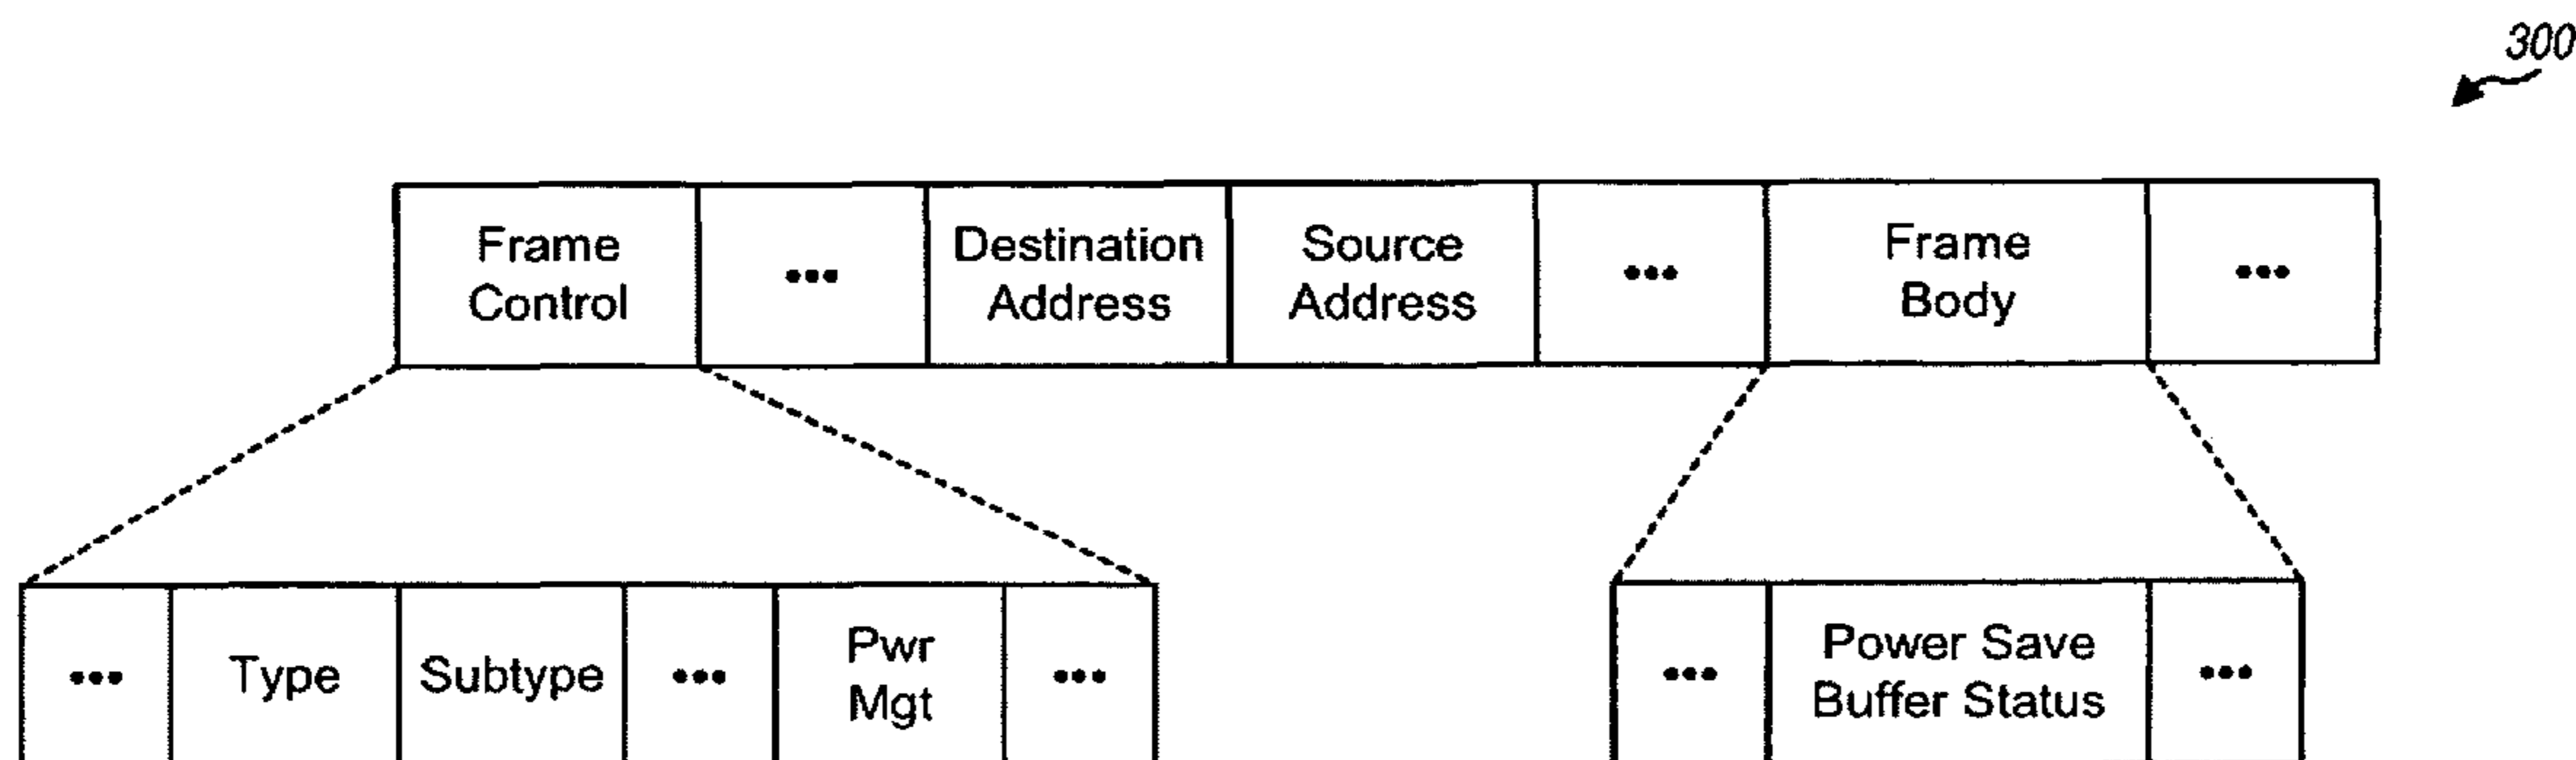 300
Frame
Control
...
Destination
Address
Source
Address
...
Frame
Body
...
...
Type
Subtype
...
Pwr
Mgt
...
...
Power Save
Buffer Status
...